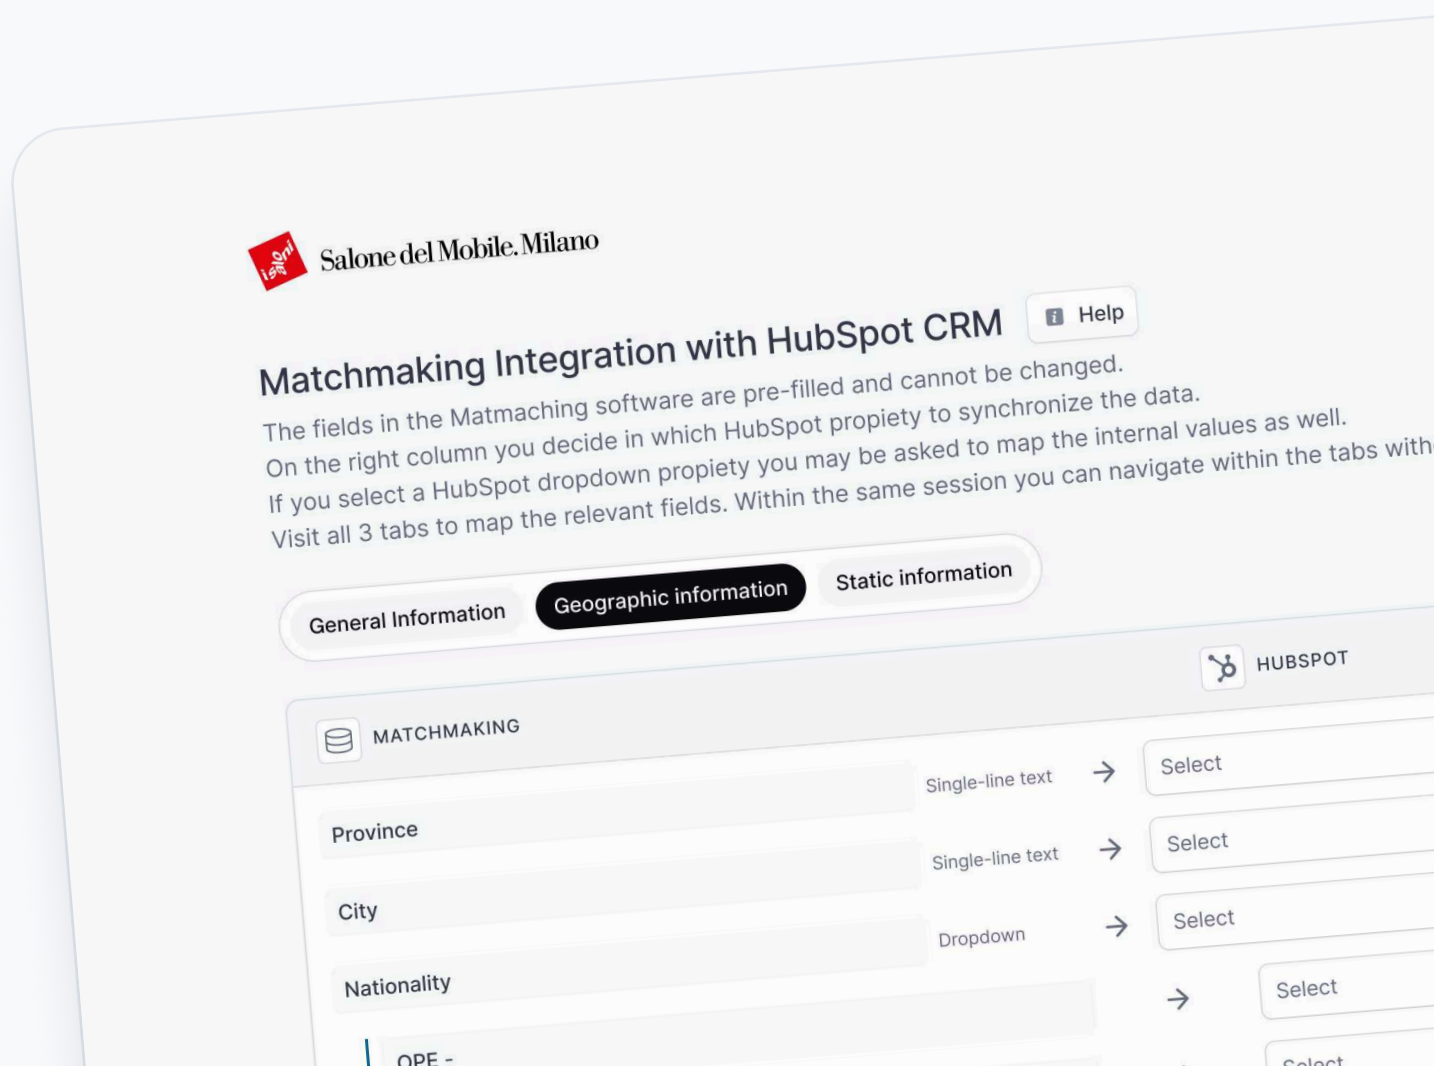 i saloni
Salone del Mobile.Milano
Matchmaking Integration with HubSpot CRM
Help
The fields in the Matmaching software are pre-filled and cannot be changed.
On the right column you decide in which HubSpot propiety to synchronize the data.
If you select a HubSpot dropdown propiety you may be asked to map the internal values as well.
Visit all 3 tabs to map the relevant fields. Within the same session you can navigate within the tabs with
General Information
Geographic information
Static information
MATCHMAKING
HUBSPOT
Province
Single-line text
Select
City
Single-line text
Select
Nationality
Dropdown
Select
OPE -
Select
Select